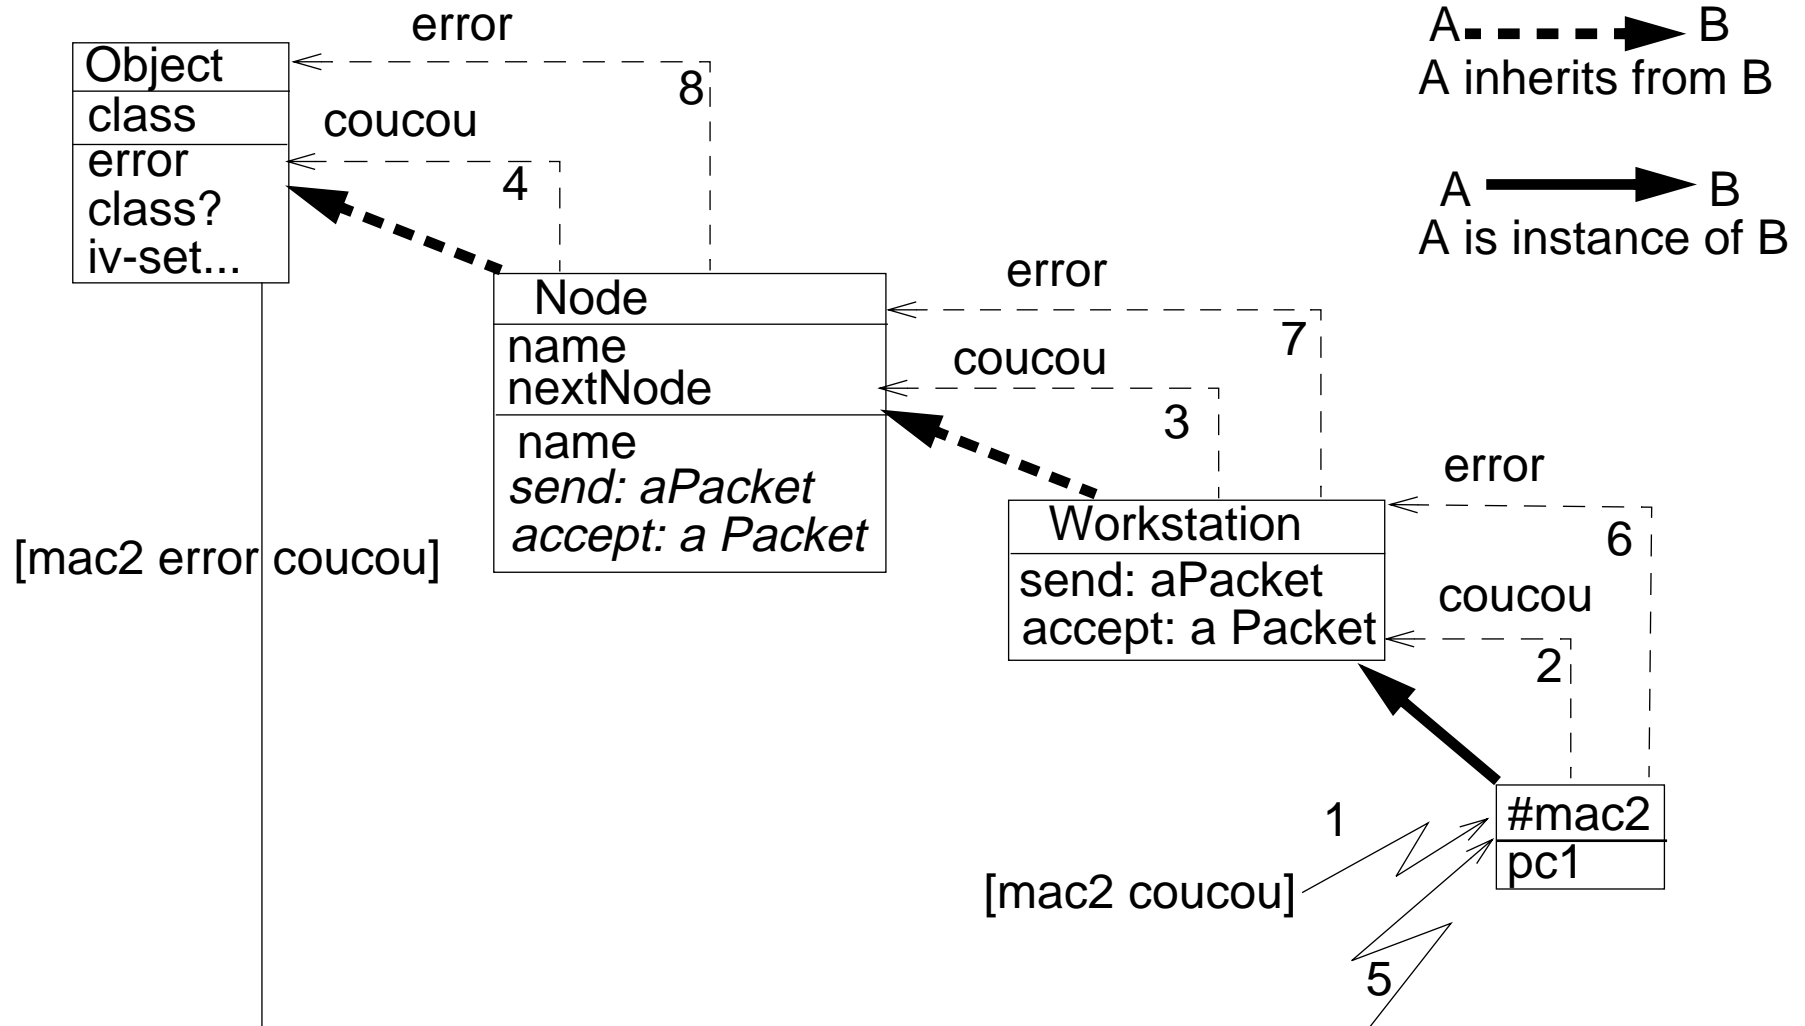 error
A B
A inherits from B
Object
class
error
class?
iv-set...
8
coucou
4
A B
A is instance of B
Node
name
nextNode
name
send: aPacket
accept: a Packet
error
7
coucou
3
[mac2 error coucou]
Workstation
send: aPacket
accept: a Packet
error
6
coucou
2
#mac2
pc1
1
[mac2 coucou]
5